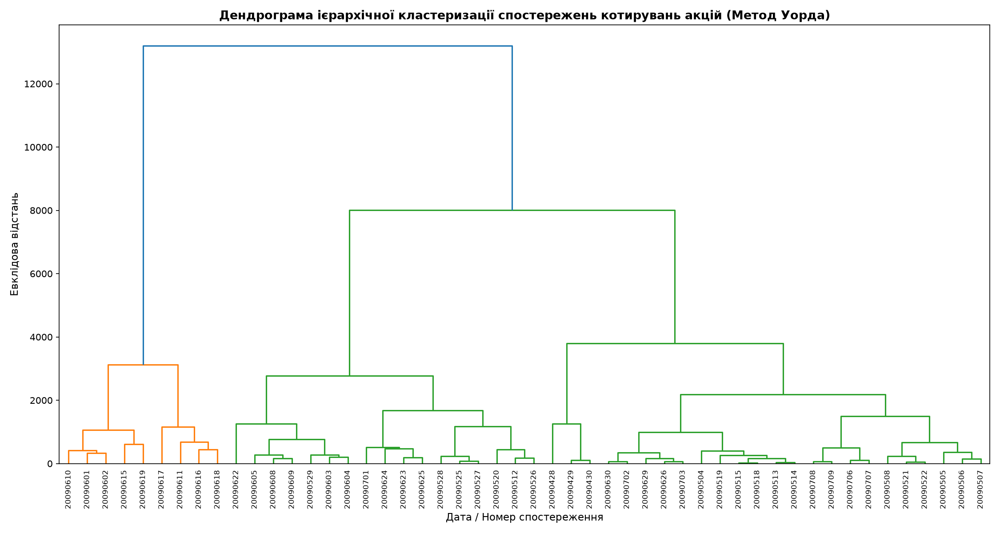 Дендрограма ієрархічної кластеризації спостережень котирувань акцій (Метод Уорда)
Евклідова відстань
12000
10000
8000
6000
4000
2000
0
20090610 20090601 20090602 20090615 20090619 20090617 20090611 20090616 20090618 20090622 20090605 20090608 20090609 20090529 20090603 20090604 20090701 20090624 20090623 20090625 20090528 20090525 20090527 20090520 20090512 20090526 20090428 20090429 20090430 20090630 20090702 20090629 20090626 20090703 20090504 20090519 20090515 20090518 20090513 20090514 20090708 20090709 20090706 20090707 20090508 20090521 20090522 20090505 20090506 20090507
Дата / Номер спостереження